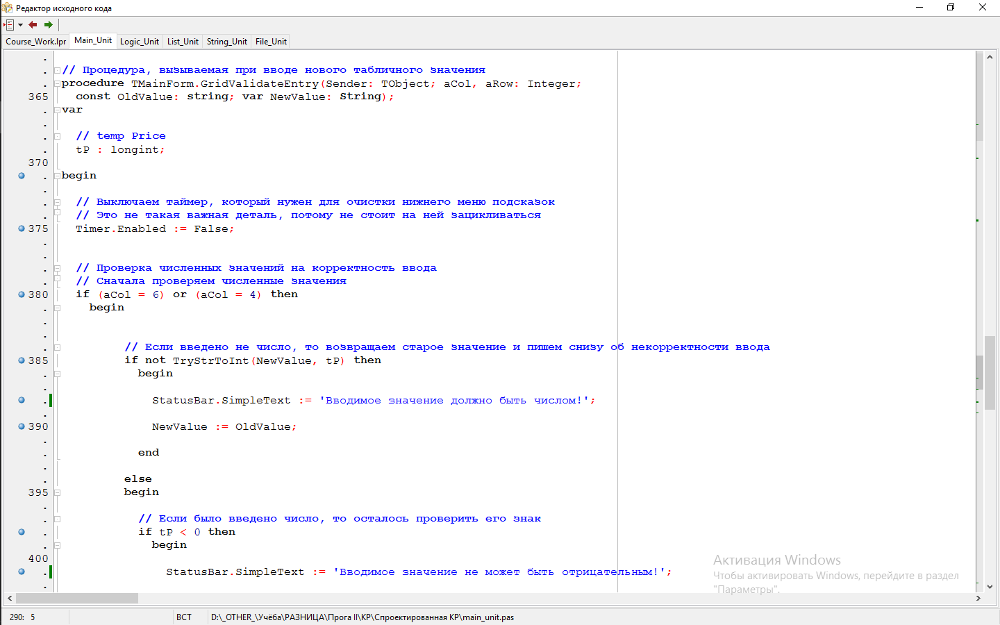 Редактор исходного кода
Course_Work.lpr Main_Unit Logic_Unit List_Unit String_Unit File_Unit
// Процедура, вызываемая при вводе нового табличного значения
procedure TMainForm.GridValidateEntry(Sender: TObject; aCol, aRow: Integer;
365 const OldValue: string; var NewValue: String);
var
// temp Price
tP : longint;
370
begin
// Выключаем таймер, который нужен для очистки нижнего меню подсказок
// Это не такая важная деталь, потому не стоит на ней зацикливаться
375 Timer.Enabled := False;
// Проверка численных значений на корректность ввода
// Сначала проверяем численные значения
380 if (aCol = 6) or (aCol = 4) then
begin
// Если введено не число, то возвращаем старое значение и пишем снизу об некорректности ввода
385 if not TryStrToInt(NewValue, tP) then
begin
StatusBar.SimpleText := 'Вводимое значение должно быть числом!';
390 NewValue := OldValue;
end
else
395 begin
// Если было введено число, то осталось проверить его знак
if tP < 0 then
begin
400
StatusBar.SimpleText := 'Вводимое значение не может быть отрицательным!';
Активация Windows
Чтобы активировать Windows, перейдите в раздел
"Параметры".
290: 5 ВСТ D:\_OTHER_\Учёба\РАЗНИЦА\Прога II\КР\Спроектированная КР\main_unit.pas